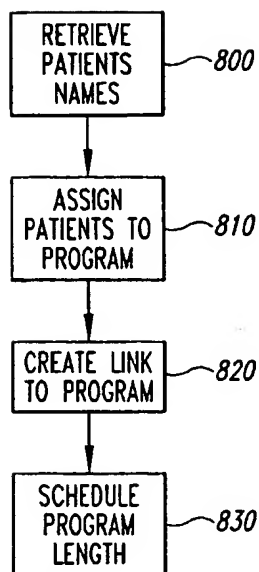 RETRIEVE
PATIENTS
NAMES
800
ASSIGN
PATIENTS TO
PROGRAM
810
CREATE LINK
TO PROGRAM
820
SCHEDULE
PROGRAM
LENGTH
830